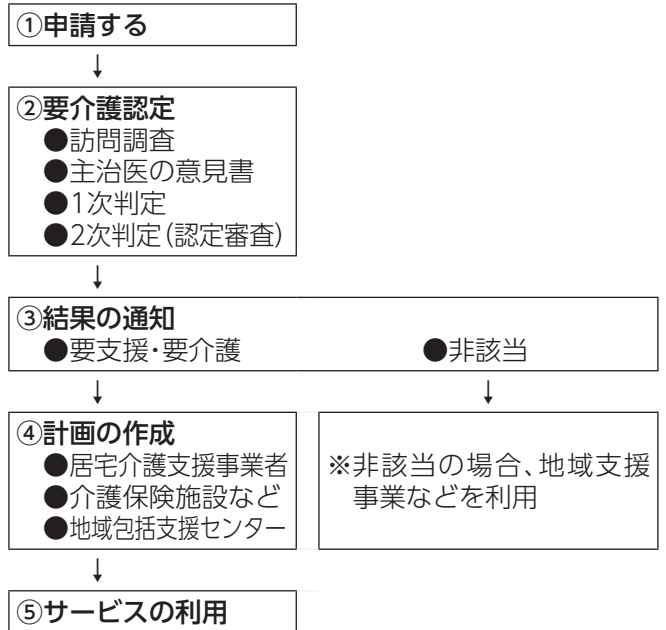 ①申請する
↓
②要介護認定
●訪問調査
●主治医の意見書
●1次判定
●2次判定(認定審査)
↓
③結果の通知
●要支援・要介護 ●非該当
↓ ↓
④計画の作成
●居宅介護支援事業者
●介護保険施設など
●地域包括支援センター
※非該当の場合、地域支援
事業などを利用
↓
⑤サービスの利用